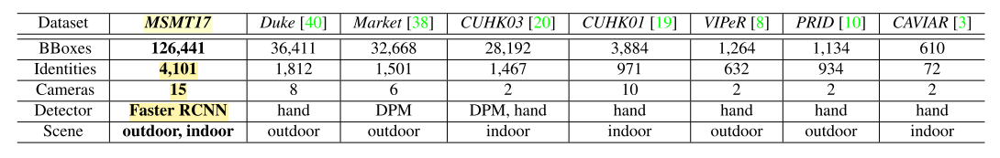 Dataset MSMT17 Duke [40] Market [38] CUHK03 [20] CUHK01 [19] VIPeR [8] PRID [10] CAVIAR [3]
BBoxes 126,441 36,411 32,668 28,192 3,884 1,264 1,134 610
Identities 4,101 1,812 1,501 1,467 971 632 934 72
Cameras 15 8 6 2 10 2 2 2
Detector Faster RCNN hand DPM DPM, hand hand hand hand hand
Scene outdoor, indoor outdoor outdoor indoor indoor outdoor outdoor indoor